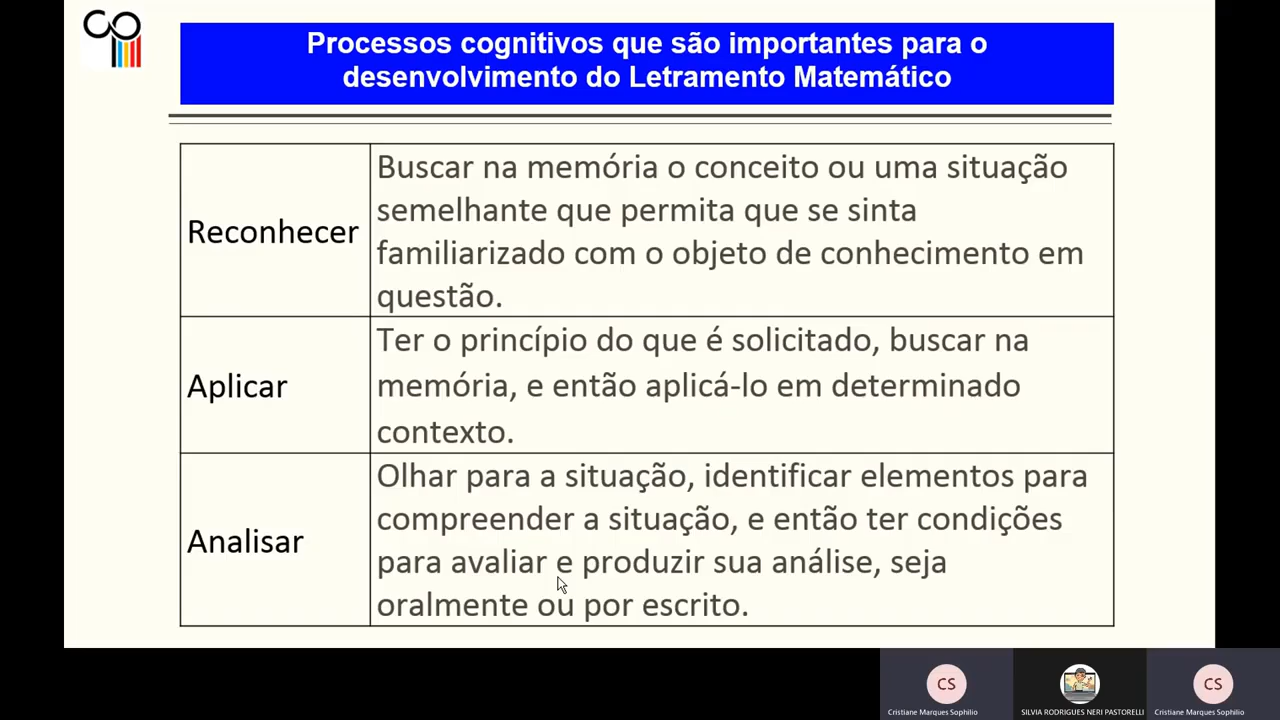 Processos cognitivos que são importantes para o
desenvolvimento do Letramento Matemático
Reconhecer
Buscar na memória o conceito ou uma situação
semelhante que permita que se sinta
familiarizado com o objeto de conhecimento em
questão.
Aplicar
Ter o princípio do que é solicitado, buscar na
memória, e então aplicá-lo em determinado
contexto.
Analisar
Olhar para a situação, identificar elementos para
compreender a situação, e então ter condições
para avaliar e produzir sua análise, seja
oralmente ou por escrito.
CS
CS
Cristiane Marques Sophilio
SILVIA RODRIGUES NERI PASTORELLI
Cristiane Marques Sophilio